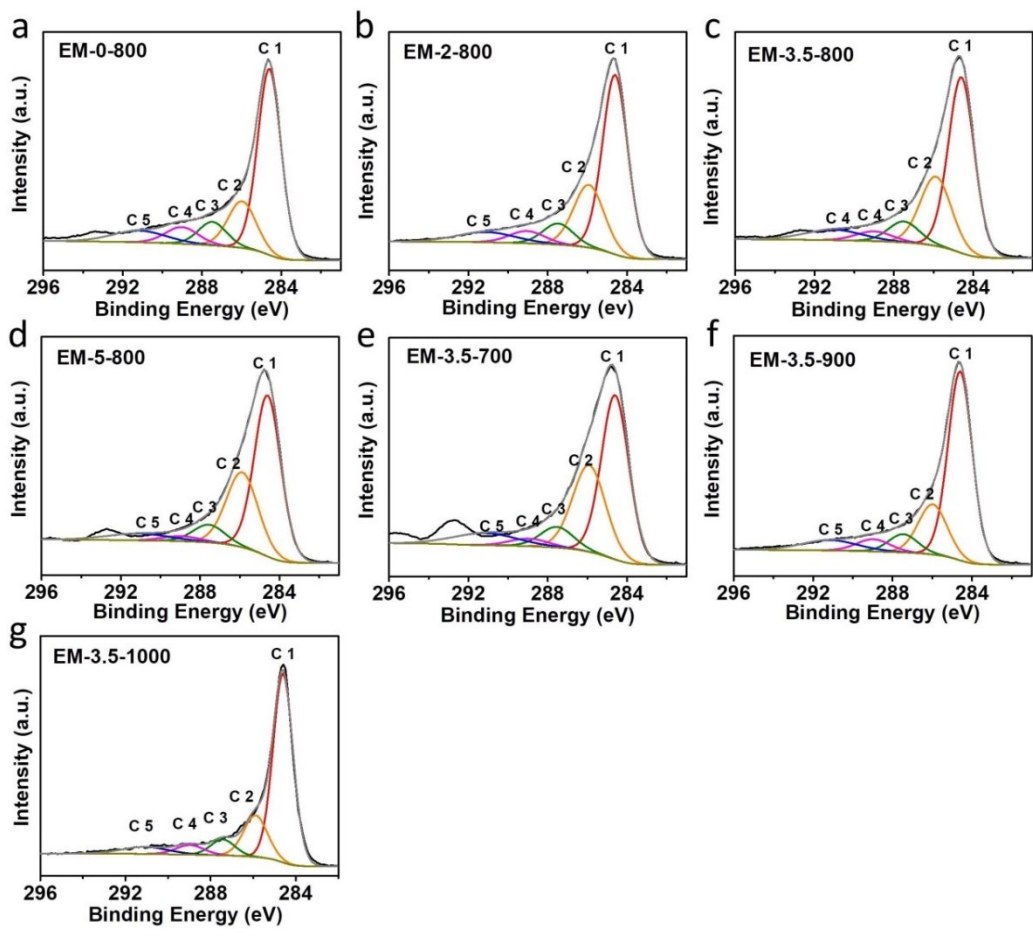 a
EM-0-800
C 1
C 2
C 3
C 4
C 5
Intensity (a.u.)
296 292 288 284
Binding Energy (eV)
b
EM-2-800
C 1
C 2
C 3
C 4
C 5
Intensity (a.u.)
296 292 288 284
Binding Energy (ev)
c
EM-3.5-800
C 1
C 2
C 3
C 4
C 4
Intensity (a.u.)
296 292 288 284
Binding Energy (eV)
d
EM-5-800
C 1
C 2
C 3
C 4
C 5
Intensity (a.u.)
296 292 288 284
Binding Energy (eV)
e
EM-3.5-700
C 1
C 2
C 3
C 4
C 5
Intensity (a.u.)
296 292 288 284
Binding Energy (eV)
f
EM-3.5-900
C 1
C 2
C 3
C 4
C 5
Intensity (a.u.)
296 292 288 284
Binding Energy (eV)
g
EM-3.5-1000
C 1
C 2
C 3
C 4
C 5
Intensity (a.u.)
296 292 288 284
Binding Energy (eV)